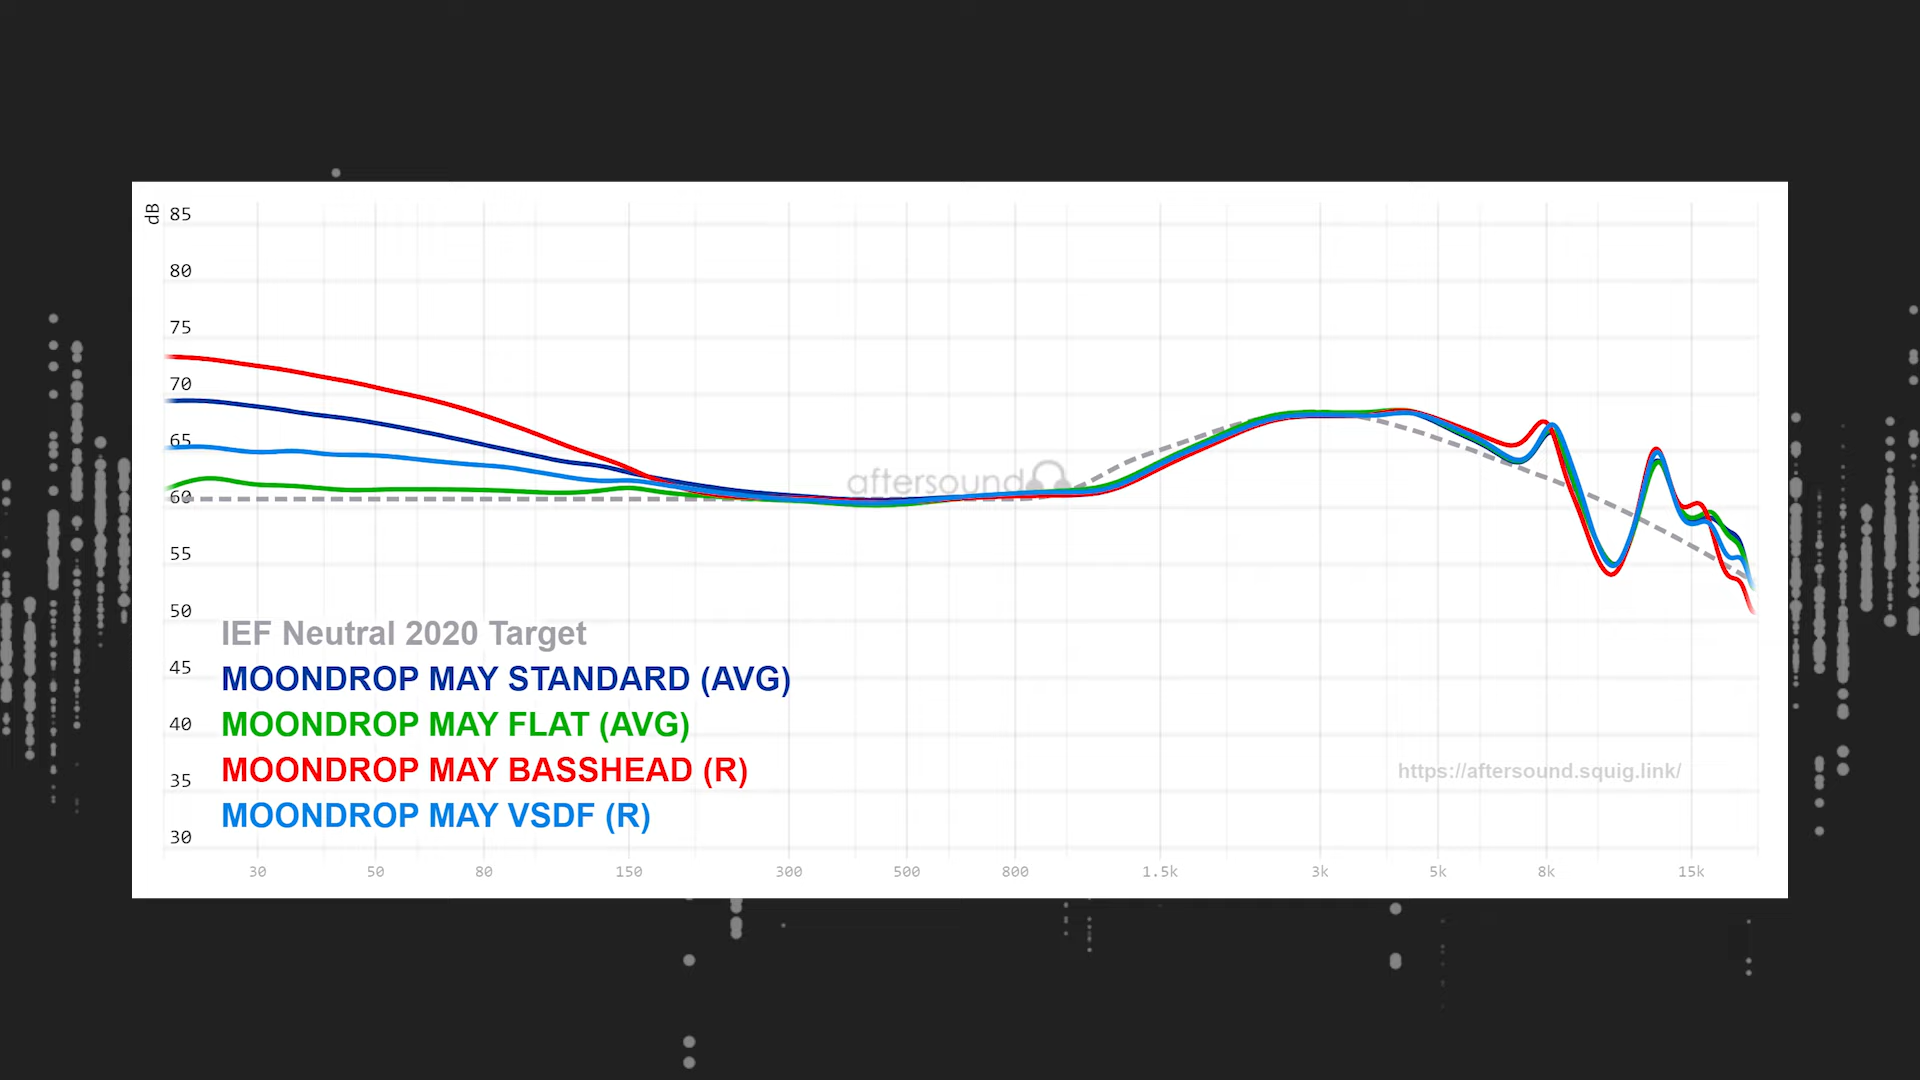 dB
85
80
75
70
65
60
55
50
45
40
35
30
aftersound
IEF Neutral 2020 Target
MOONDROP MAY STANDARD (AVG)
MOONDROP MAY FLAT (AVG)
MOONDROP MAY BASSHEAD (R)
MOONDROP MAY VSDF (R)
https://aftersound.squig.link/
30 50 80 150 300 500 800 1.5k 3k 5k 8k 15k